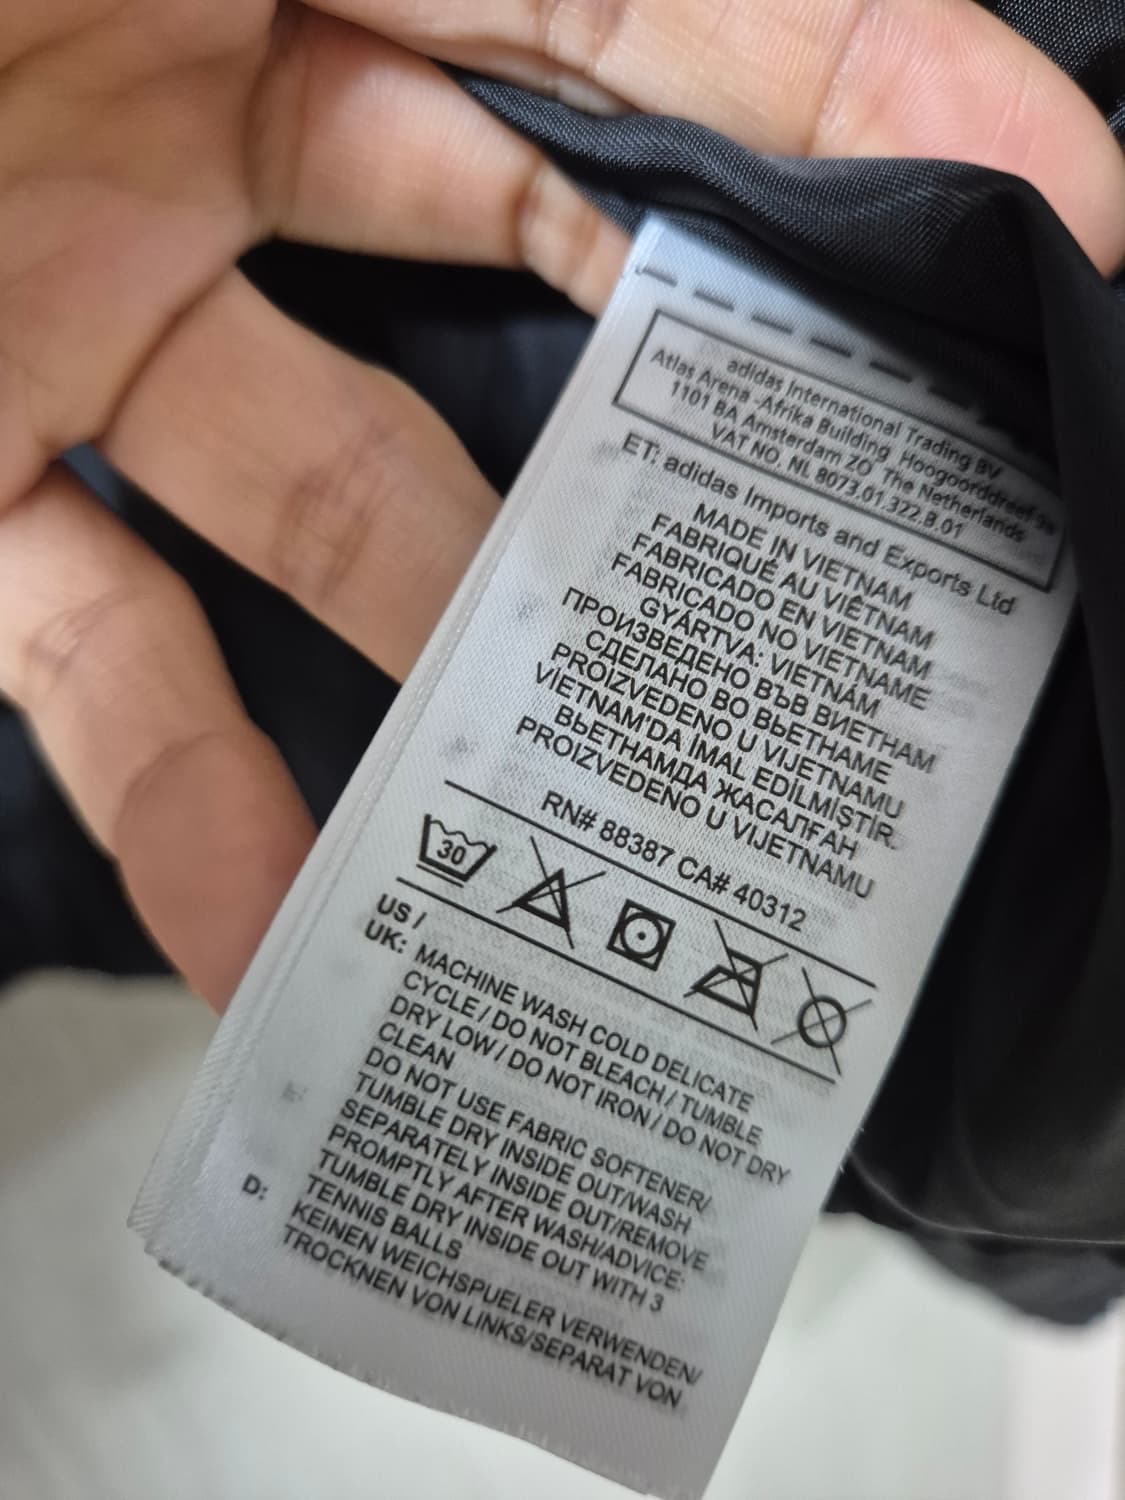 adidas International Trading BV
Atlas Arena -Afrika Building Hoogoorddreef 9a
1101 BA Amsterdam ZO The Netherlands
VAT NO. NL 8073.01.322.B.01
ET: adidas Imports and Exports Ltd
MADE IN VIETNAM
FABRIQUÉ AU VIÊTNAM
FABRICADO EN VIETNAM
FABRICADO NO VIETNAME
GYÁRTVA: VIETNÁM
ПРОИЗВЕДЕНО ВЪВ ВИЕТНАМ
СДЕЛАНО ВО ВЬЕТНАМЕ
PROIZVEDENO U VIJETNAMU
VİETNAM'DA İMAL EDİLMİŞTİR.
ВЬЕТНАМДА ЖАСАЛҒАН
PROIZVEDENO U VIJETNAMU
RN# 88387 CA# 40312
30
US /
UK: MACHINE WASH COLD DELICATE
CYCLE / DO NOT BLEACH / TUMBLE
DRY LOW / DO NOT IRON / DO NOT DRY
CLEAN
DO NOT USE FABRIC SOFTENER/
TUMBLE DRY INSIDE OUT/WASH
SEPARATELY INSIDE OUT/REMOVE
PROMPTLY AFTER WASH/ADVICE:
TUMBLE DRY INSIDE OUT WITH 3
TENNIS BALLS
D: KEINEN WEICHSPUELER VERWENDEN/
TROCKNEN VON LINKS/SEPARAT VON